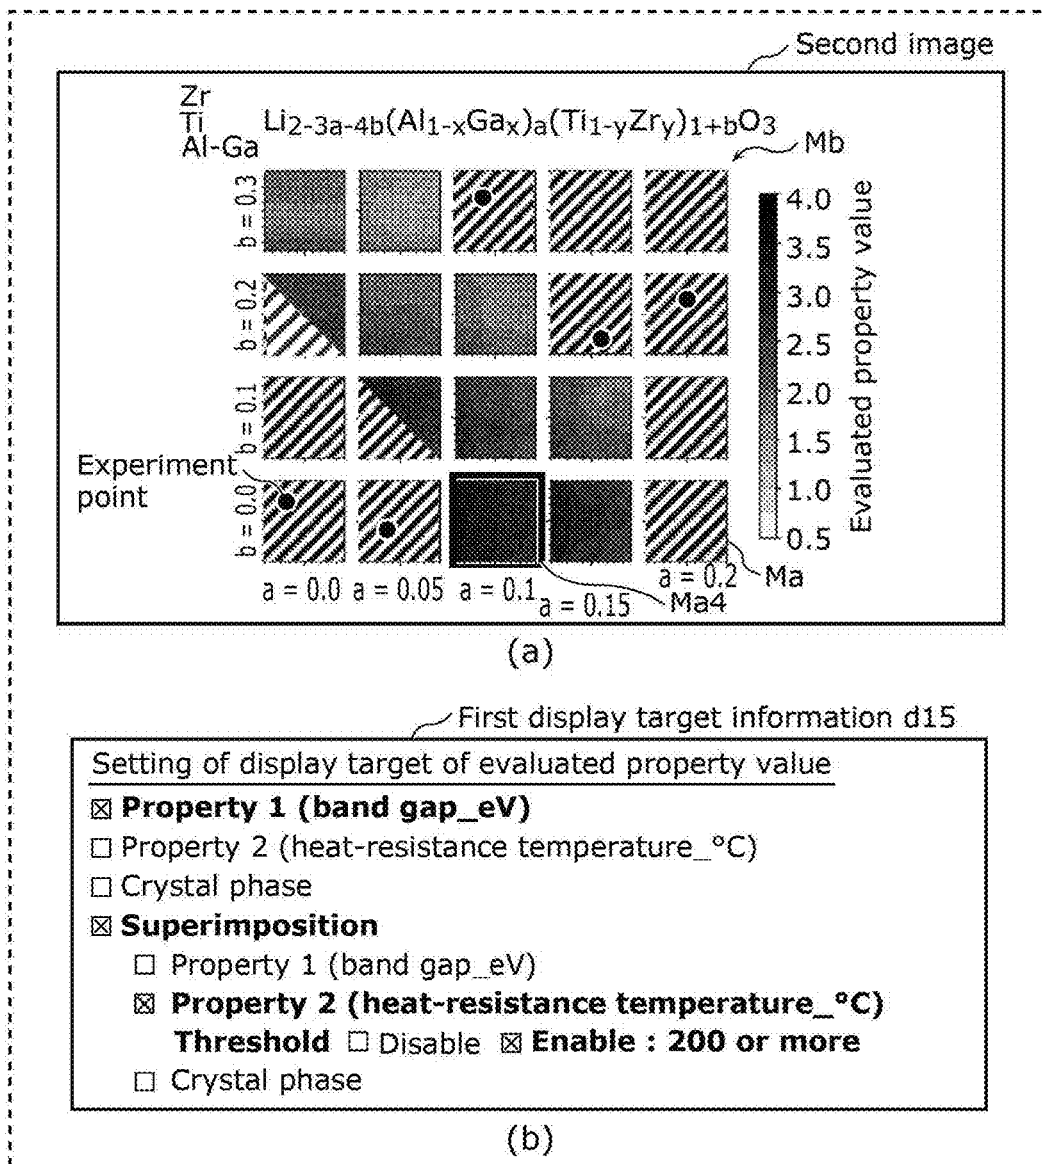 Second image
Zr
Ti
Al-Ga
Li2-3a-4b(Al1-xGax)a(Ti1-yZry)1+bO3
Mb
b = 0.3
b = 0.2
b = 0.1
b = 0.0
4.0
3.5
3.0
2.5
2.0
1.5
1.0
0.5
Evaluated property value
Experiment
point
a = 0.0
a = 0.05
a = 0.1
a = 0.15
a = 0.2
Ma
Ma4
(a)
First display target information d15
Setting of display target of evaluated property value
☒ Property 1 (band gap_eV)
☐ Property 2 (heat-resistance temperature_°C)
☐ Crystal phase
☒ Superimposition
☐ Property 1 (band gap_eV)
☒ Property 2 (heat-resistance temperature_°C)
Threshold ☐ Disable ☒ Enable : 200 or more
☐ Crystal phase
(b)